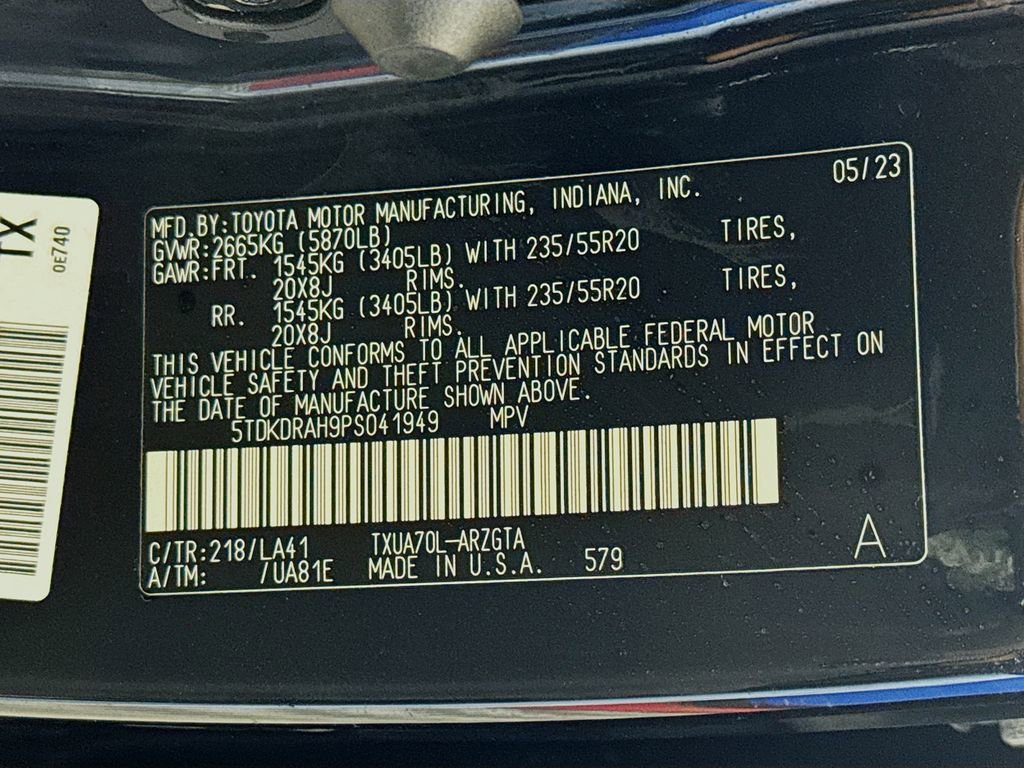 TX
0E740
05/23
MFD.BY:TOYOTA MOTOR MANUFACTURING, INDIANA, INC.
GVWR:2665KG (5870LB)
GAWR:FRT. 1545KG (3405LB) WITH 235/55R20 TIRES,
20X8J RIMS.
RR. 1545KG (3405LB) WITH 235/55R20 TIRES,
20X8J RIMS.
THIS VEHICLE CONFORMS TO ALL APPLICABLE FEDERAL MOTOR
VEHICLE SAFETY AND THEFT PREVENTION STANDARDS IN EFFECT ON
THE DATE OF MANUFACTURE SHOWN ABOVE.
5TDKDRAH9PS041949 MPV
C/TR:218/LA41 TXUA70L-ARZGTA
A/TM: /UA81E MADE IN U.S.A. 579 A